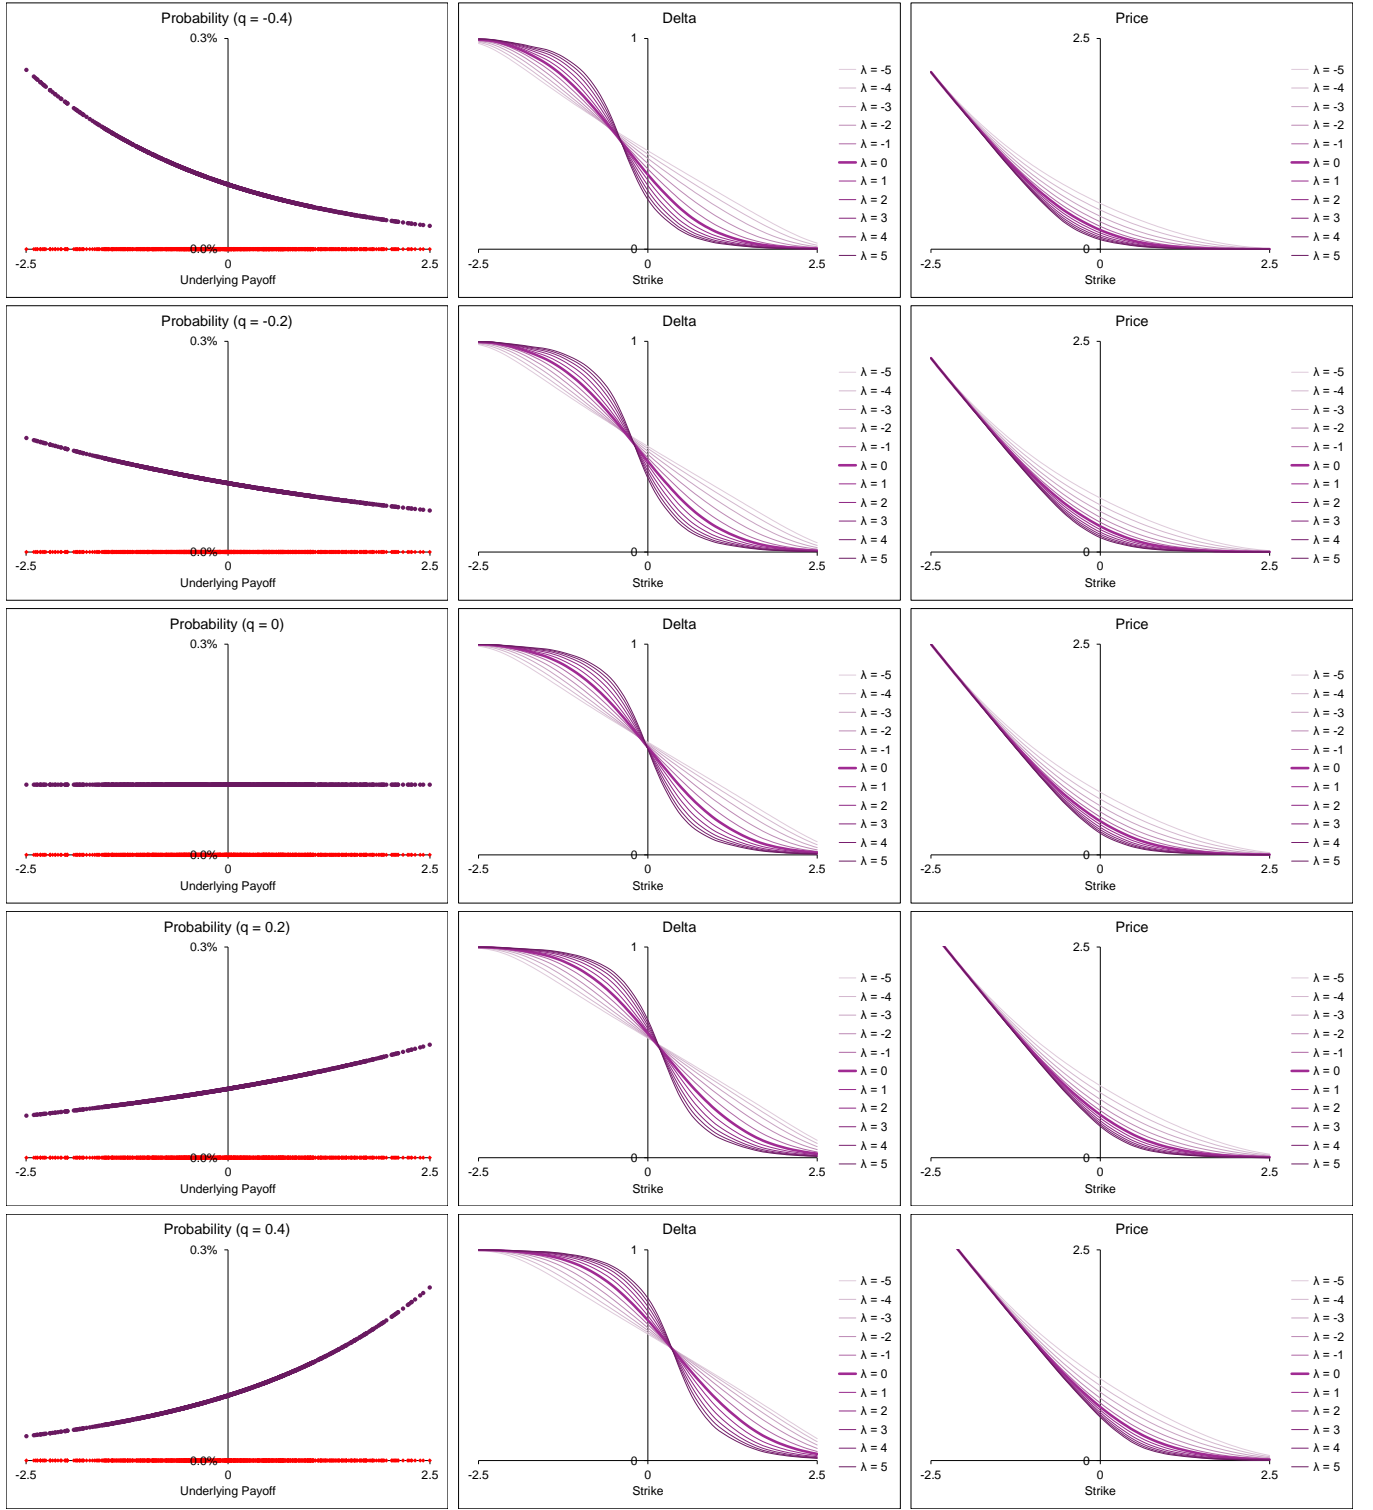 Probability (q = -0.4)
0.3%
0.0%
-2.5
0
2.5
Underlying Payoff
Delta
1
0
-2.5
0
2.5
Strike
λ = -5
λ = -4
λ = -3
λ = -2
λ = -1
λ = 0
λ = 1
λ = 2
λ = 3
λ = 4
λ = 5
Price
2.5
0
-2.5
0
2.5
Strike
λ = -5
λ = -4
λ = -3
λ = -2
λ = -1
λ = 0
λ = 1
λ = 2
λ = 3
λ = 4
λ = 5
Probability (q = -0.2)
0.3%
0.0%
-2.5
0
2.5
Underlying Payoff
Delta
1
0
-2.5
0
2.5
Strike
λ = -5
λ = -4
λ = -3
λ = -2
λ = -1
λ = 0
λ = 1
λ = 2
λ = 3
λ = 4
λ = 5
Price
2.5
0
-2.5
0
2.5
Strike
λ = -5
λ = -4
λ = -3
λ = -2
λ = -1
λ = 0
λ = 1
λ = 2
λ = 3
λ = 4
λ = 5
Probability (q = 0)
0.3%
0.0%
-2.5
0
2.5
Underlying Payoff
Delta
1
0
-2.5
0
2.5
Strike
λ = -5
λ = -4
λ = -3
λ = -2
λ = -1
λ = 0
λ = 1
λ = 2
λ = 3
λ = 4
λ = 5
Price
2.5
0
-2.5
0
2.5
Strike
λ = -5
λ = -4
λ = -3
λ = -2
λ = -1
λ = 0
λ = 1
λ = 2
λ = 3
λ = 4
λ = 5
Probability (q = 0.2)
0.3%
0.0%
-2.5
0
2.5
Underlying Payoff
Delta
1
0
-2.5
0
2.5
Strike
λ = -5
λ = -4
λ = -3
λ = -2
λ = -1
λ = 0
λ = 1
λ = 2
λ = 3
λ = 4
λ = 5
Price
2.5
0
-2.5
0
2.5
Strike
λ = -5
λ = -4
λ = -3
λ = -2
λ = -1
λ = 0
λ = 1
λ = 2
λ = 3
λ = 4
λ = 5
Probability (q = 0.4)
0.3%
0.0%
-2.5
0
2.5
Underlying Payoff
Delta
1
0
-2.5
0
2.5
Strike
λ = -5
λ = -4
λ = -3
λ = -2
λ = -1
λ = 0
λ = 1
λ = 2
λ = 3
λ = 4
λ = 5
Price
2.5
0
-2.5
0
2.5
Strike
λ = -5
λ = -4
λ = -3
λ = -2
λ = -1
λ = 0
λ = 1
λ = 2
λ = 3
λ = 4
λ = 5